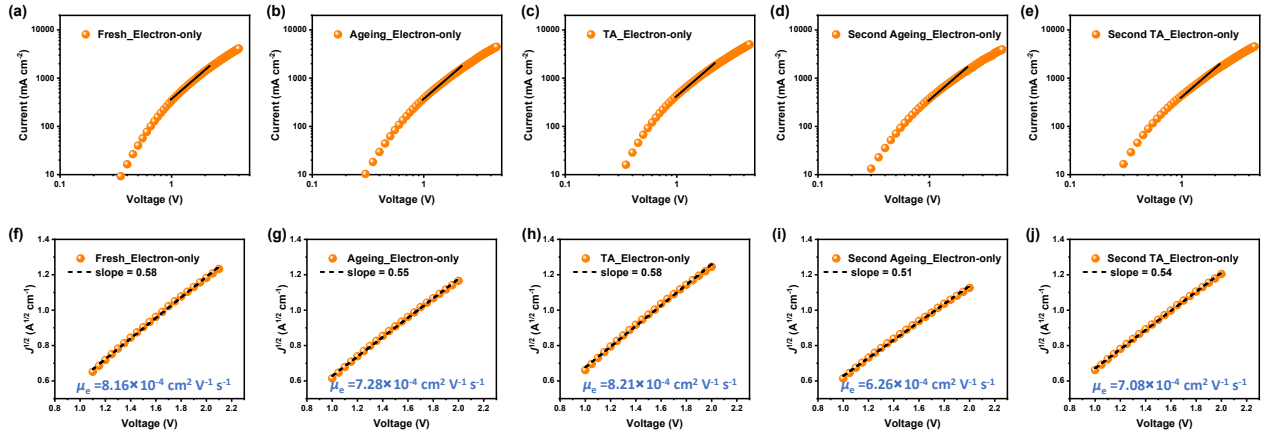 (a)
Fresh_Electron-only
Current (mA cm-2)
10000
1000
100
10
0.1
1
Voltage (V)
(b)
Ageing_Electron-only
Current (mA cm-2)
10000
1000
100
10
0.1
1
Voltage (V)
(c)
TA_Electron-only
Current (mA cm-2)
10000
1000
100
10
0.1
1
Voltage (V)
(d)
Second Ageing_Electron-only
Current (mA cm-2)
10000
1000
100
10
0.1
1
Voltage (V)
(e)
Second TA_Electron-only
Current (mA cm-2)
10000
1000
100
10
0.1
1
Voltage (V)
(f)
Fresh_Electron-only
slope = 0.58
J1/2 (A1/2 cm-1)
1.4
1.2
1.0
0.8
0.6
μe =8.16×10-4 cm2 V-1 s-1
0.8 1.0 1.2 1.4 1.6 1.8 2.0 2.2
Voltage (V)
(g)
Ageing_Electron-only
slope = 0.55
J1/2 (A1/2 cm-1)
1.4
1.2
1.0
0.8
0.6
μe =7.28×10-4 cm2 V-1 s-1
0.8 1.0 1.2 1.4 1.6 1.8 2.0 2.2
Voltage (V)
(h)
TA_Electron-only
slope = 0.58
J1/2 (A1/2 cm-1)
1.4
1.2
1.0
0.8
0.6
μe =8.21×10-4 cm2 V-1 s-1
0.8 1.0 1.2 1.4 1.6 1.8 2.0 2.2
Voltage (V)
(i)
Second Ageing_Electron-only
slope = 0.51
J1/2 (A1/2 cm-1)
1.4
1.2
1.0
0.8
0.6
μe =6.26×10-4 cm2 V-1 s-1
0.8 1.0 1.2 1.4 1.6 1.8 2.0 2.2
Voltage (V)
(j)
Second TA_Electron-only
slope = 0.54
J1/2 (A1/2 cm-1)
1.4
1.2
1.0
0.8
0.6
μe =7.08×10-4 cm2 V-1 s-1
0.8 1.0 1.2 1.4 1.6 1.8 2.0 2.2
Voltage (V)